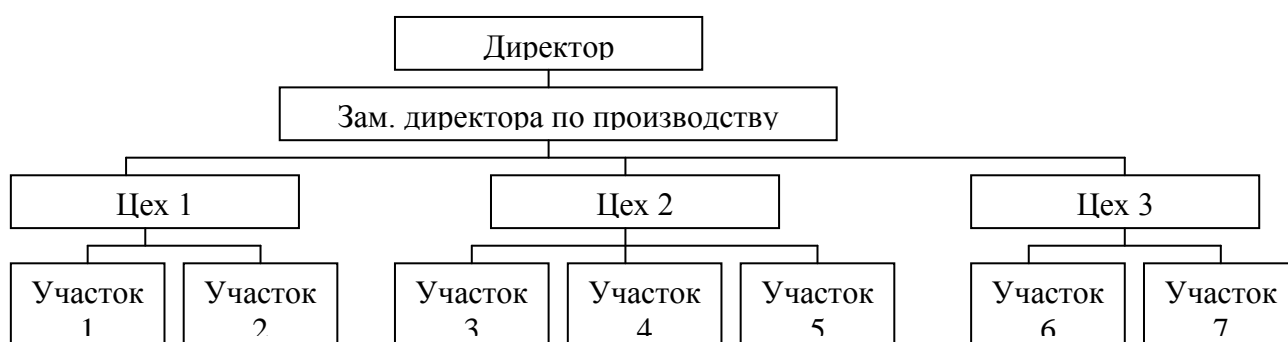 Директор
Зам. директора по производству
Цех 1 Цех 2 Цех 3
Участок Участок Участок Участок Участок Участок Участок
1 2 3 4 5 6 7